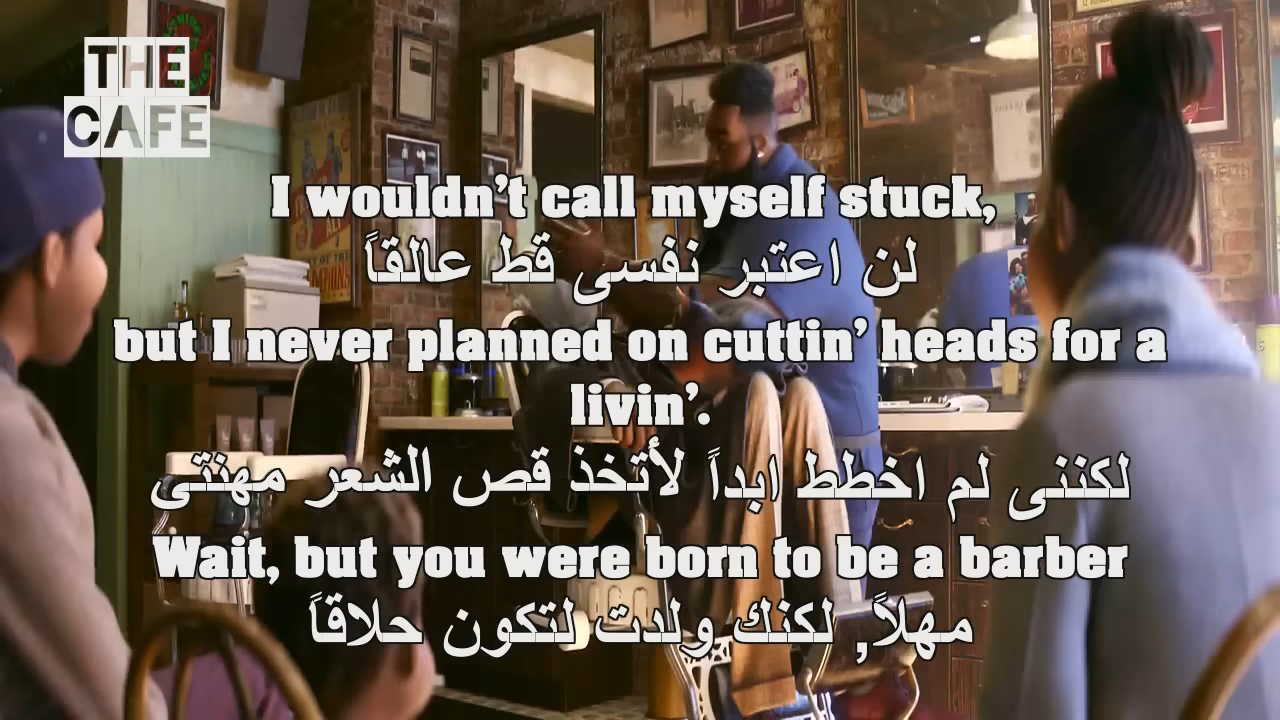 THE
CAFE
I wouldn't call myself stuck,
لن اعتبر نفسى قط عالقاً
but I never planned on cuttin' heads for a
livin'.
لكننى لم اخطط ابداً لأتخذ قص الشعر مهنتى
Wait, but you were born to be a barber
مهلاً, لكنك ولدت لتكون حلاقاً